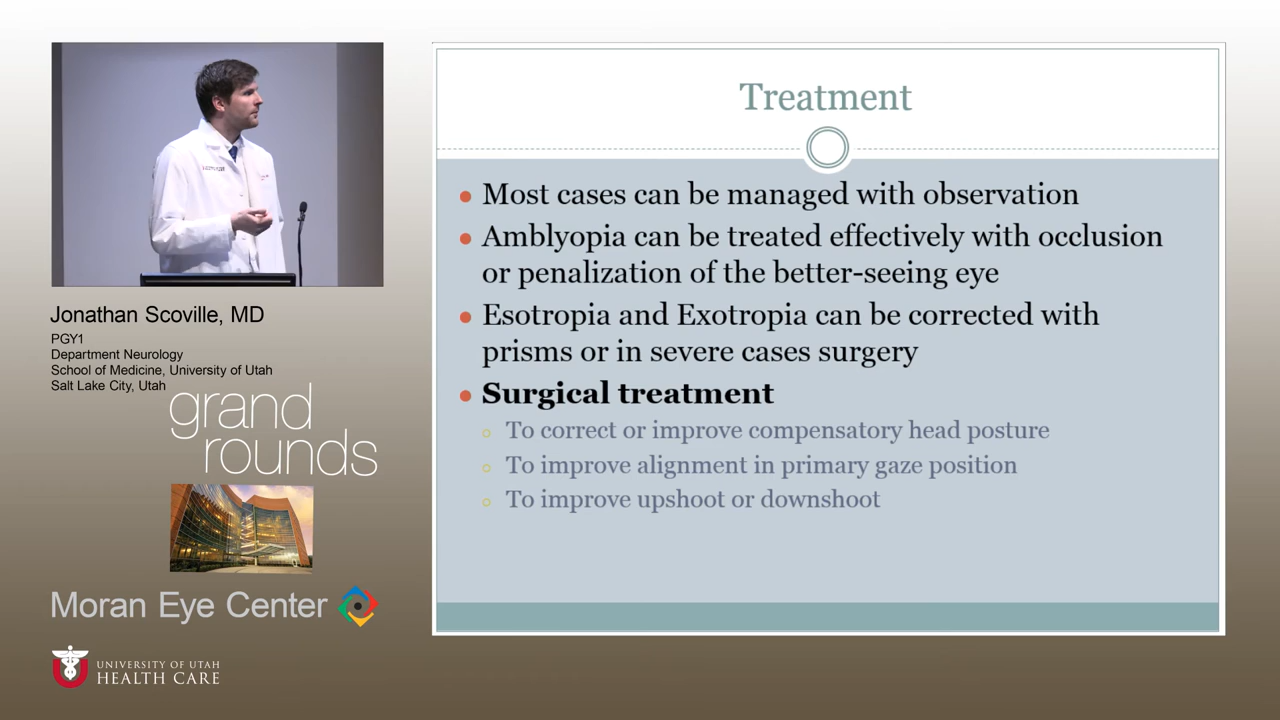 Jonathan Scoville, MD
PGY1
Department Neurology
School of Medicine, University of Utah
Salt Lake City, Utah
grand
rounds
Moran Eye Center
UNIVERSITY OF UTAH
HEALTH CARE
Treatment
Most cases can be managed with observation
Amblyopia can be treated effectively with occlusion
or penalization of the better-seeing eye
Esotropia and Exotropia can be corrected with
prisms or in severe cases surgery
Surgical treatment
To correct or improve compensatory head posture
To improve alignment in primary gaze position
To improve upshoot or downshoot